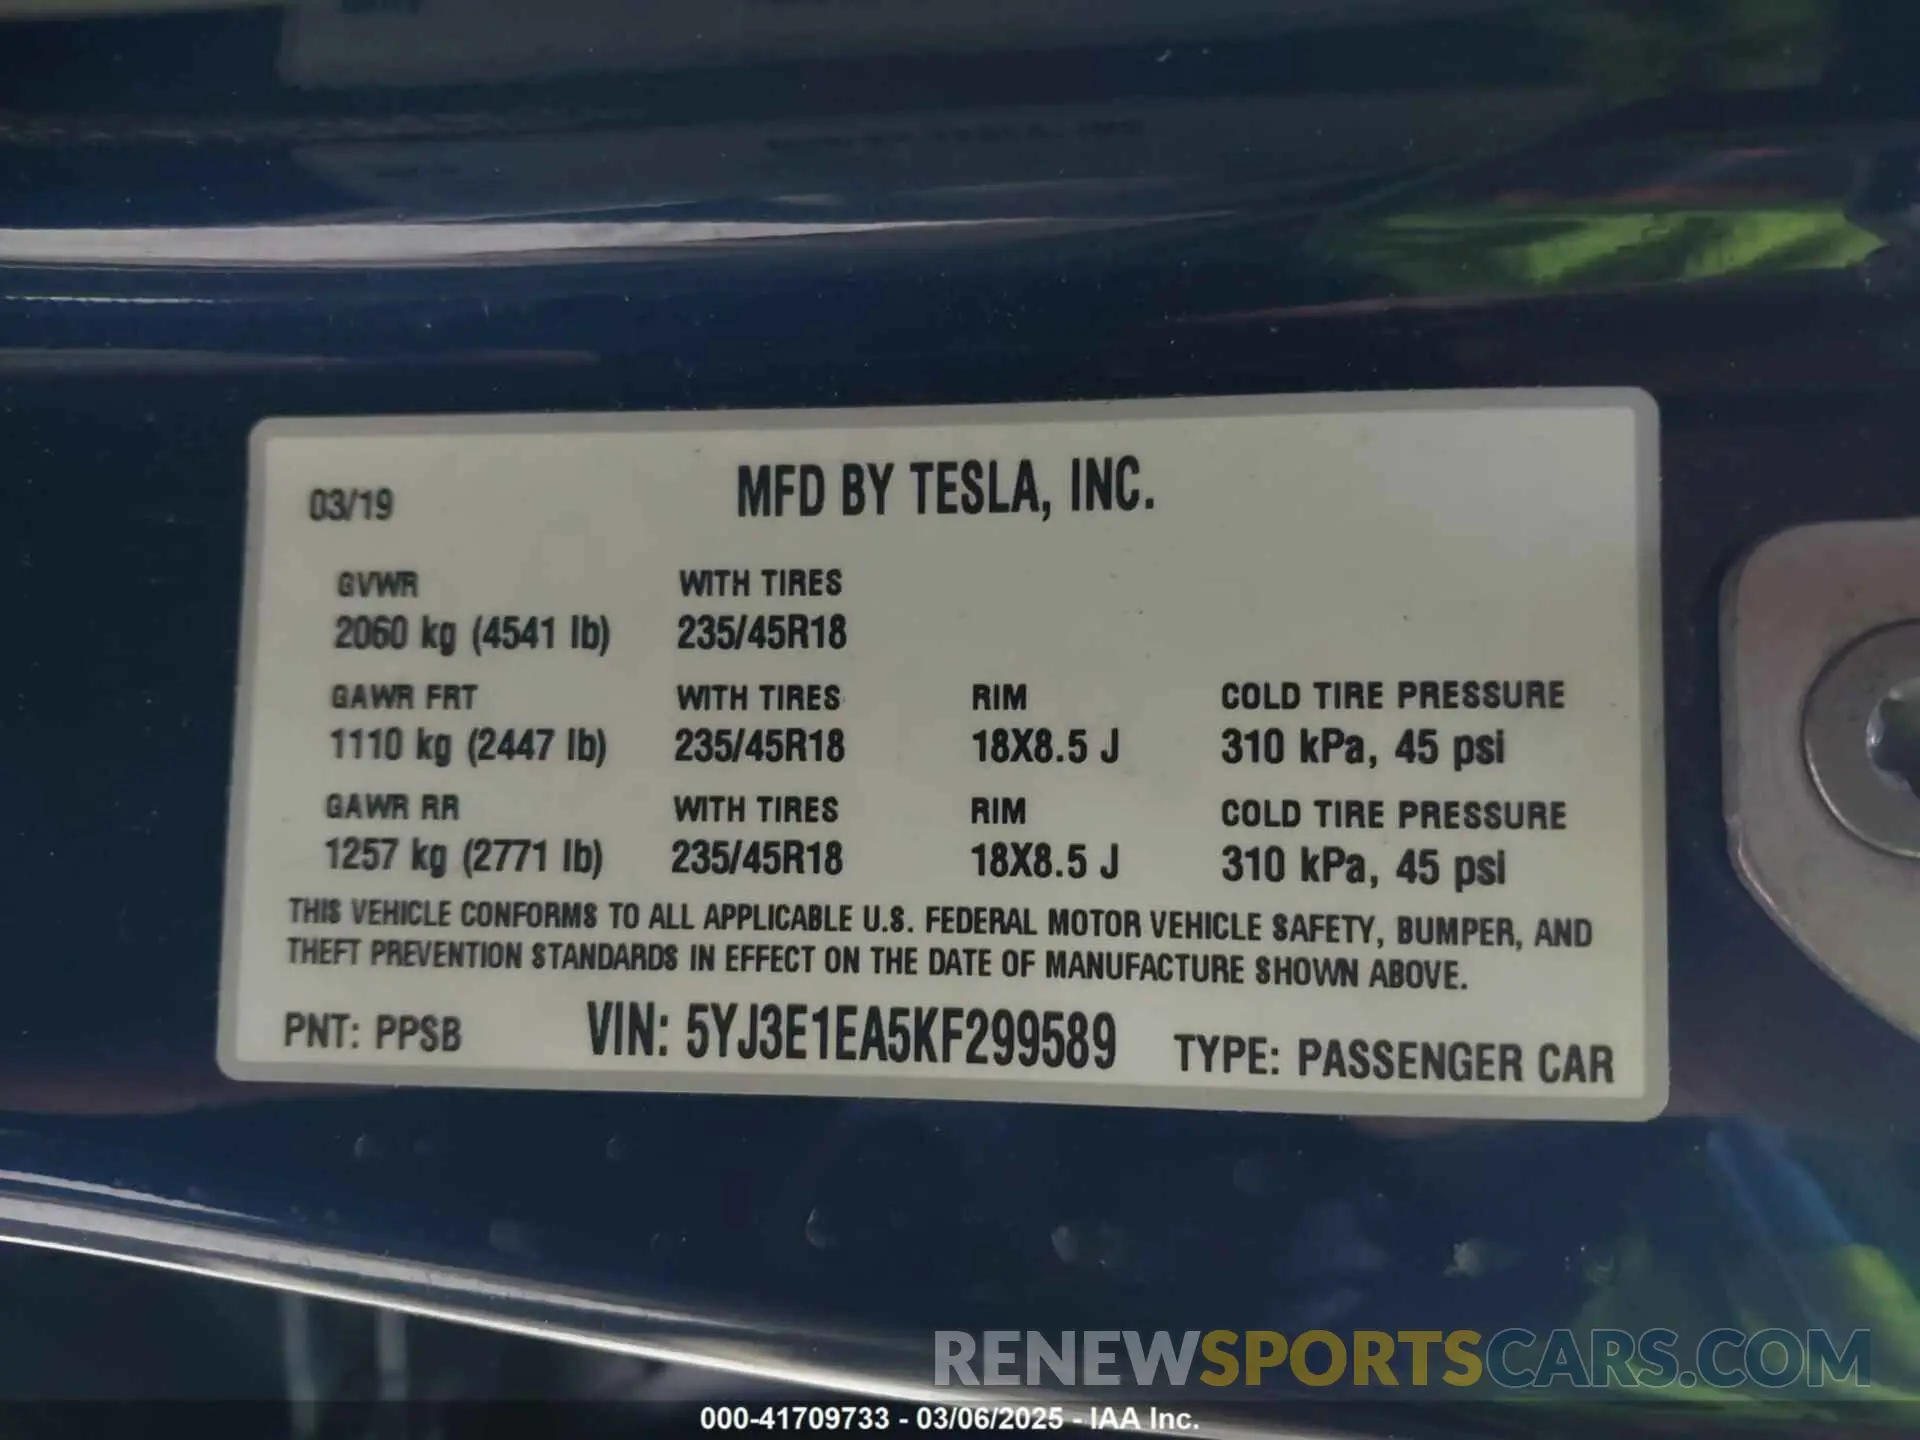 03/19 MFD BY TESLA, INC.
GVWR WITH TIRES
2060 kg (4541 lb) 235/45R18
GAWR FRT WITH TIRES RIM COLD TIRE PRESSURE
1110 kg (2447 lb) 235/45R18 18X8.5 J 310 kPa, 45 psi
GAWR RR WITH TIRES RIM COLD TIRE PRESSURE
1257 kg (2771 lb) 235/45R18 18X8.5 J 310 kPa, 45 psi
THIS VEHICLE CONFORMS TO ALL APPLICABLE U.S. FEDERAL MOTOR VEHICLE SAFETY, BUMPER, AND
THEFT PREVENTION STANDARDS IN EFFECT ON THE DATE OF MANUFACTURE SHOWN ABOVE.
PNT: PPSB VIN: 5YJ3E1EA5KF299589 TYPE: PASSENGER CAR
RENEWSPORTSCARS.COM
000-41709733 - 03/06/2025 - IAA Inc.